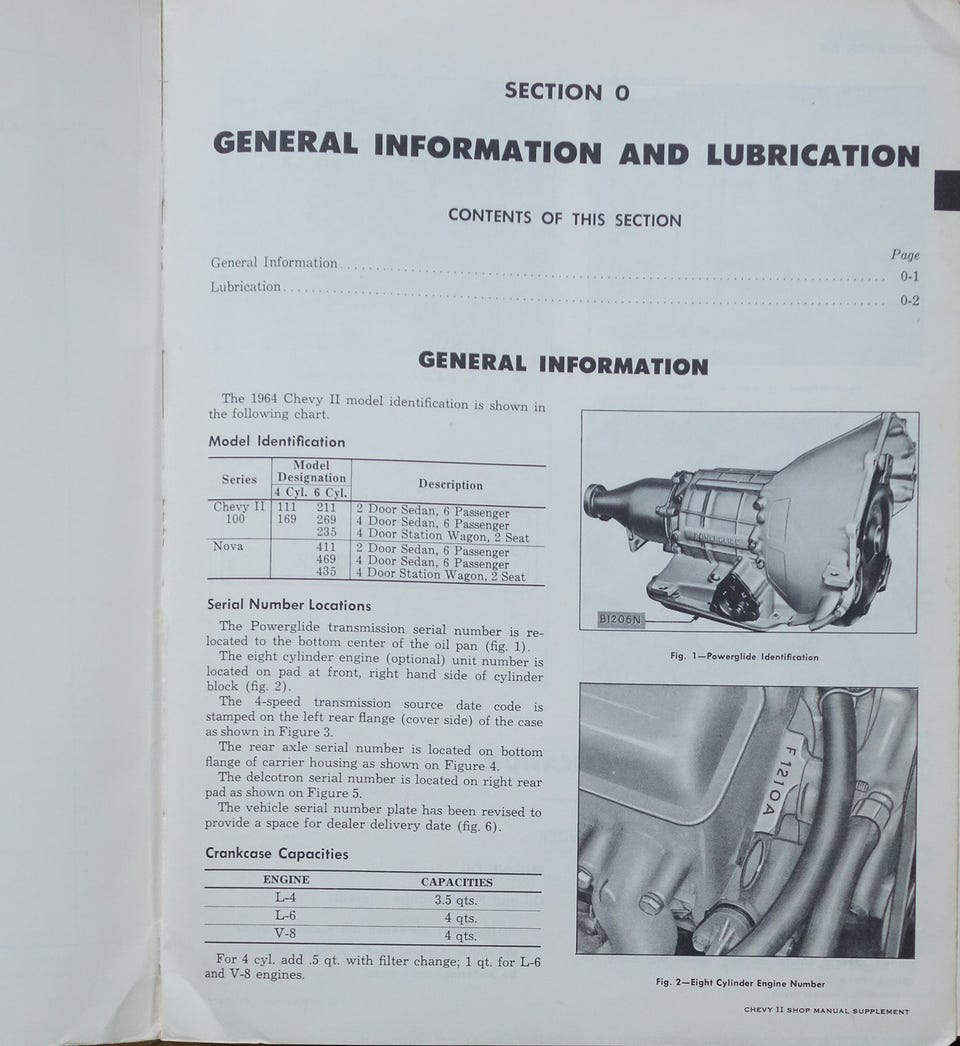 SECTION 0
GENERAL INFORMATION AND LUBRICATION
CONTENTS OF THIS SECTION
Page
General Information 0-1
Lubrication 0-2
GENERAL INFORMATION
The 1964 Chevy II model identification is shown in
the following chart.
Model Identification
Series Model Designation Description
4 Cyl. 6 Cyl.
Chevy II 111 211 2 Door Sedan, 6 Passenger
100 169 269 4 Door Sedan, 6 Passenger
235 4 Door Station Wagon, 2 Seat
Nova 411 2 Door Sedan, 6 Passenger
469 4 Door Sedan, 6 Passenger
435 4 Door Station Wagon, 2 Seat
Serial Number Locations
The Powerglide transmission serial number is re-
located to the bottom center of the oil pan (fig. 1).
The eight cylinder engine (optional) unit number is
located on pad at front, right hand side of cylinder
block (fig. 2).
The 4-speed transmission source date code is
stamped on the left rear flange (cover side) of the case
as shown in Figure 3.
The rear axle serial number is located on bottom
flange of carrier housing as shown on Figure 4.
The delcotron serial number is located on right rear
pad as shown on Figure 5.
The vehicle serial number plate has been revised to
provide a space for dealer delivery date (fig. 6).
Crankcase Capacities
ENGINE CAPACITIES
L-4 3.5 qts.
L-6 4 qts.
V-8 4 qts.
For 4 cyl. add .5 qt. with filter change; 1 qt. for L-6
and V-8 engines.
POWERGLIDE
B1206N
Fig. 1—Powerglide Identification
F1210A
Fig. 2—Eight Cylinder Engine Number
CHEVY II SHOP MANUAL SUPPLEMENT